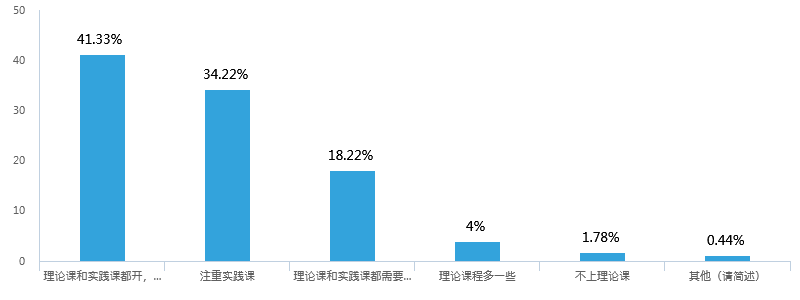 50
40
30
20
10
0
41.33%
34.22%
18.22%
4%
1.78%
0.44%
理论课和实践课都开，...
注重实践课
理论课和实践课都需要...
理论课程多一些
不上理论课
其他（请简述）